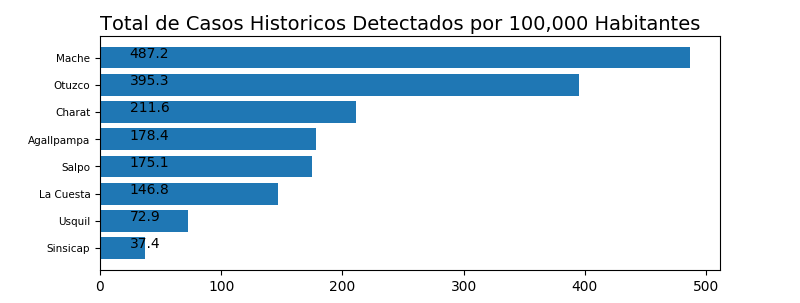 Total de Casos Historicos Detectados por 100,000 Habitantes
Mache 487.2
Otuzco 395.3
Charat 211.6
Agallpampa 178.4
Salpo 175.1
La Cuesta 146.8
Usquil 72.9
Sinsicap 37.4
0 100 200 300 400 500